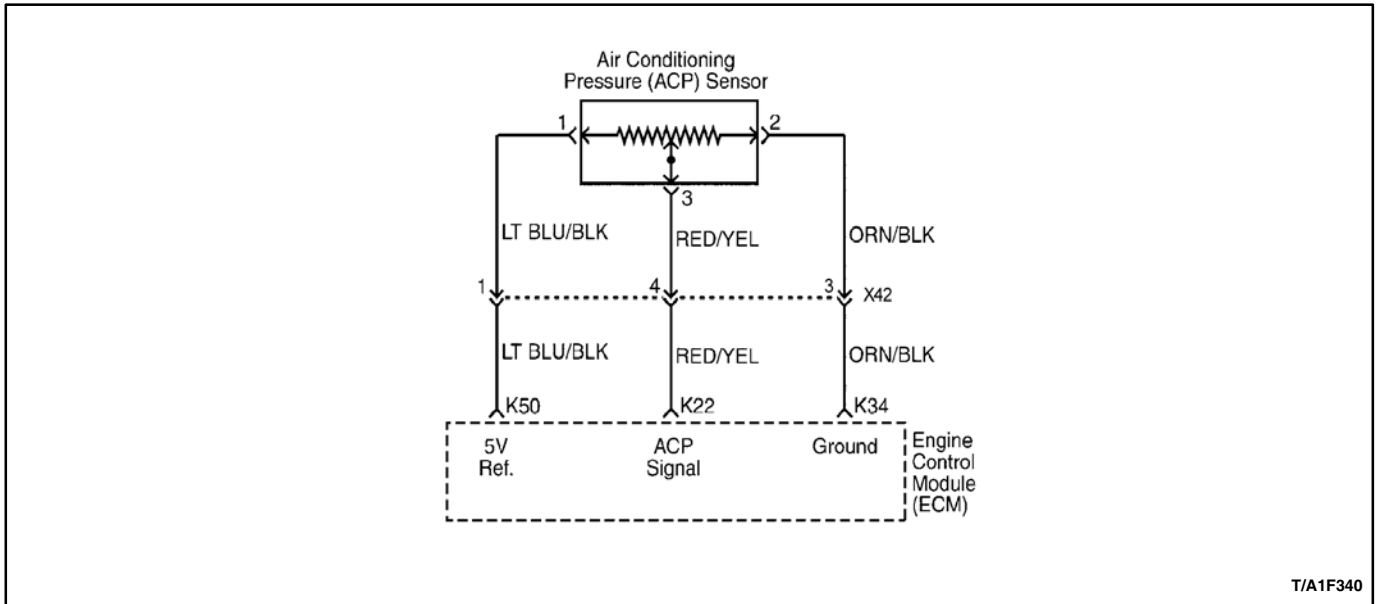 Air Conditioning
Pressure (ACP) Sensor
1
2
3
LT BLU/BLK
RED/YEL
ORN/BLK
1
4
3
X42
LT BLU/BLK
RED/YEL
ORN/BLK
K50
K22
K34
5V
Ref.
ACP
Signal
Ground
Engine
Control
Module
(ECM)
T/A1F340